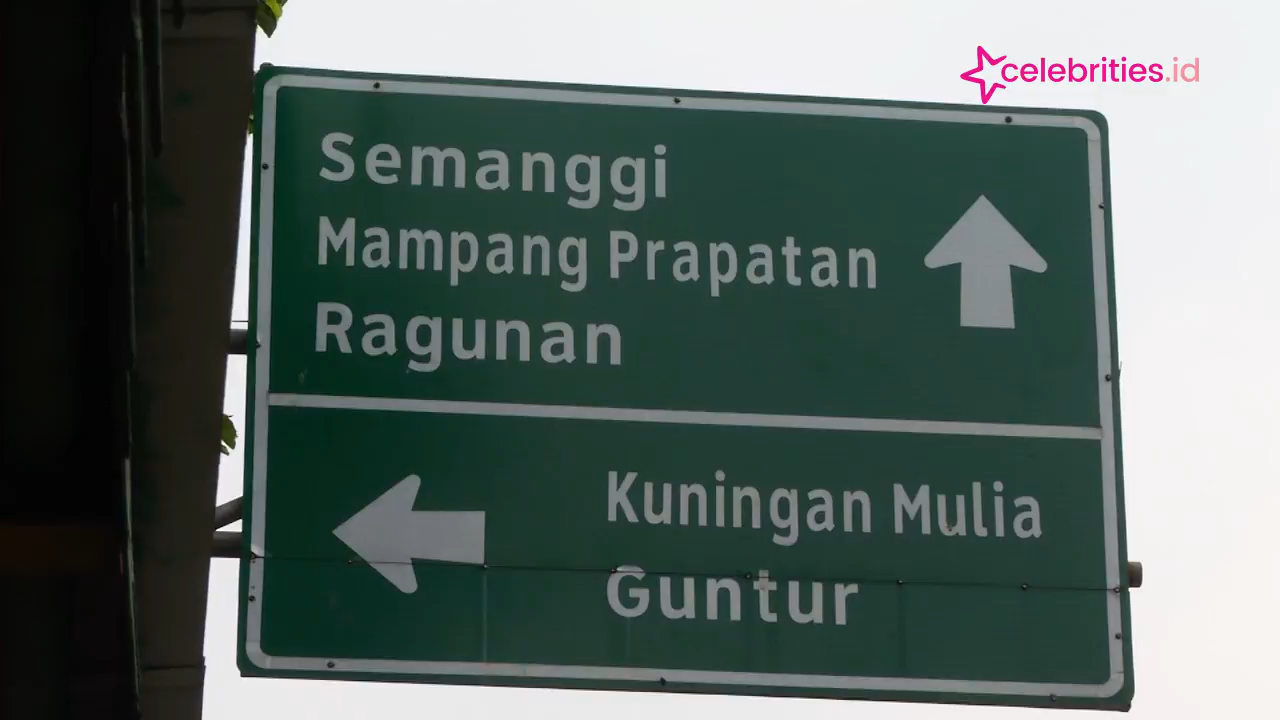 celebrities.id
Semanggi
Mampang Prapatan
Ragunan
Kuningan Mulia
Guntur